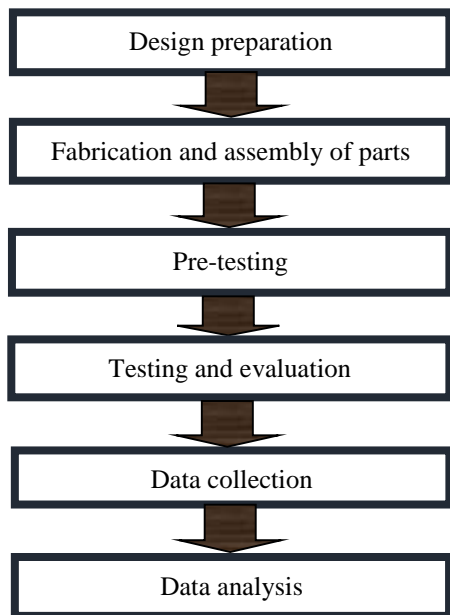 Design preparation
Fabrication and assembly of parts
Pre-testing
Testing and evaluation
Data collection
Data analysis